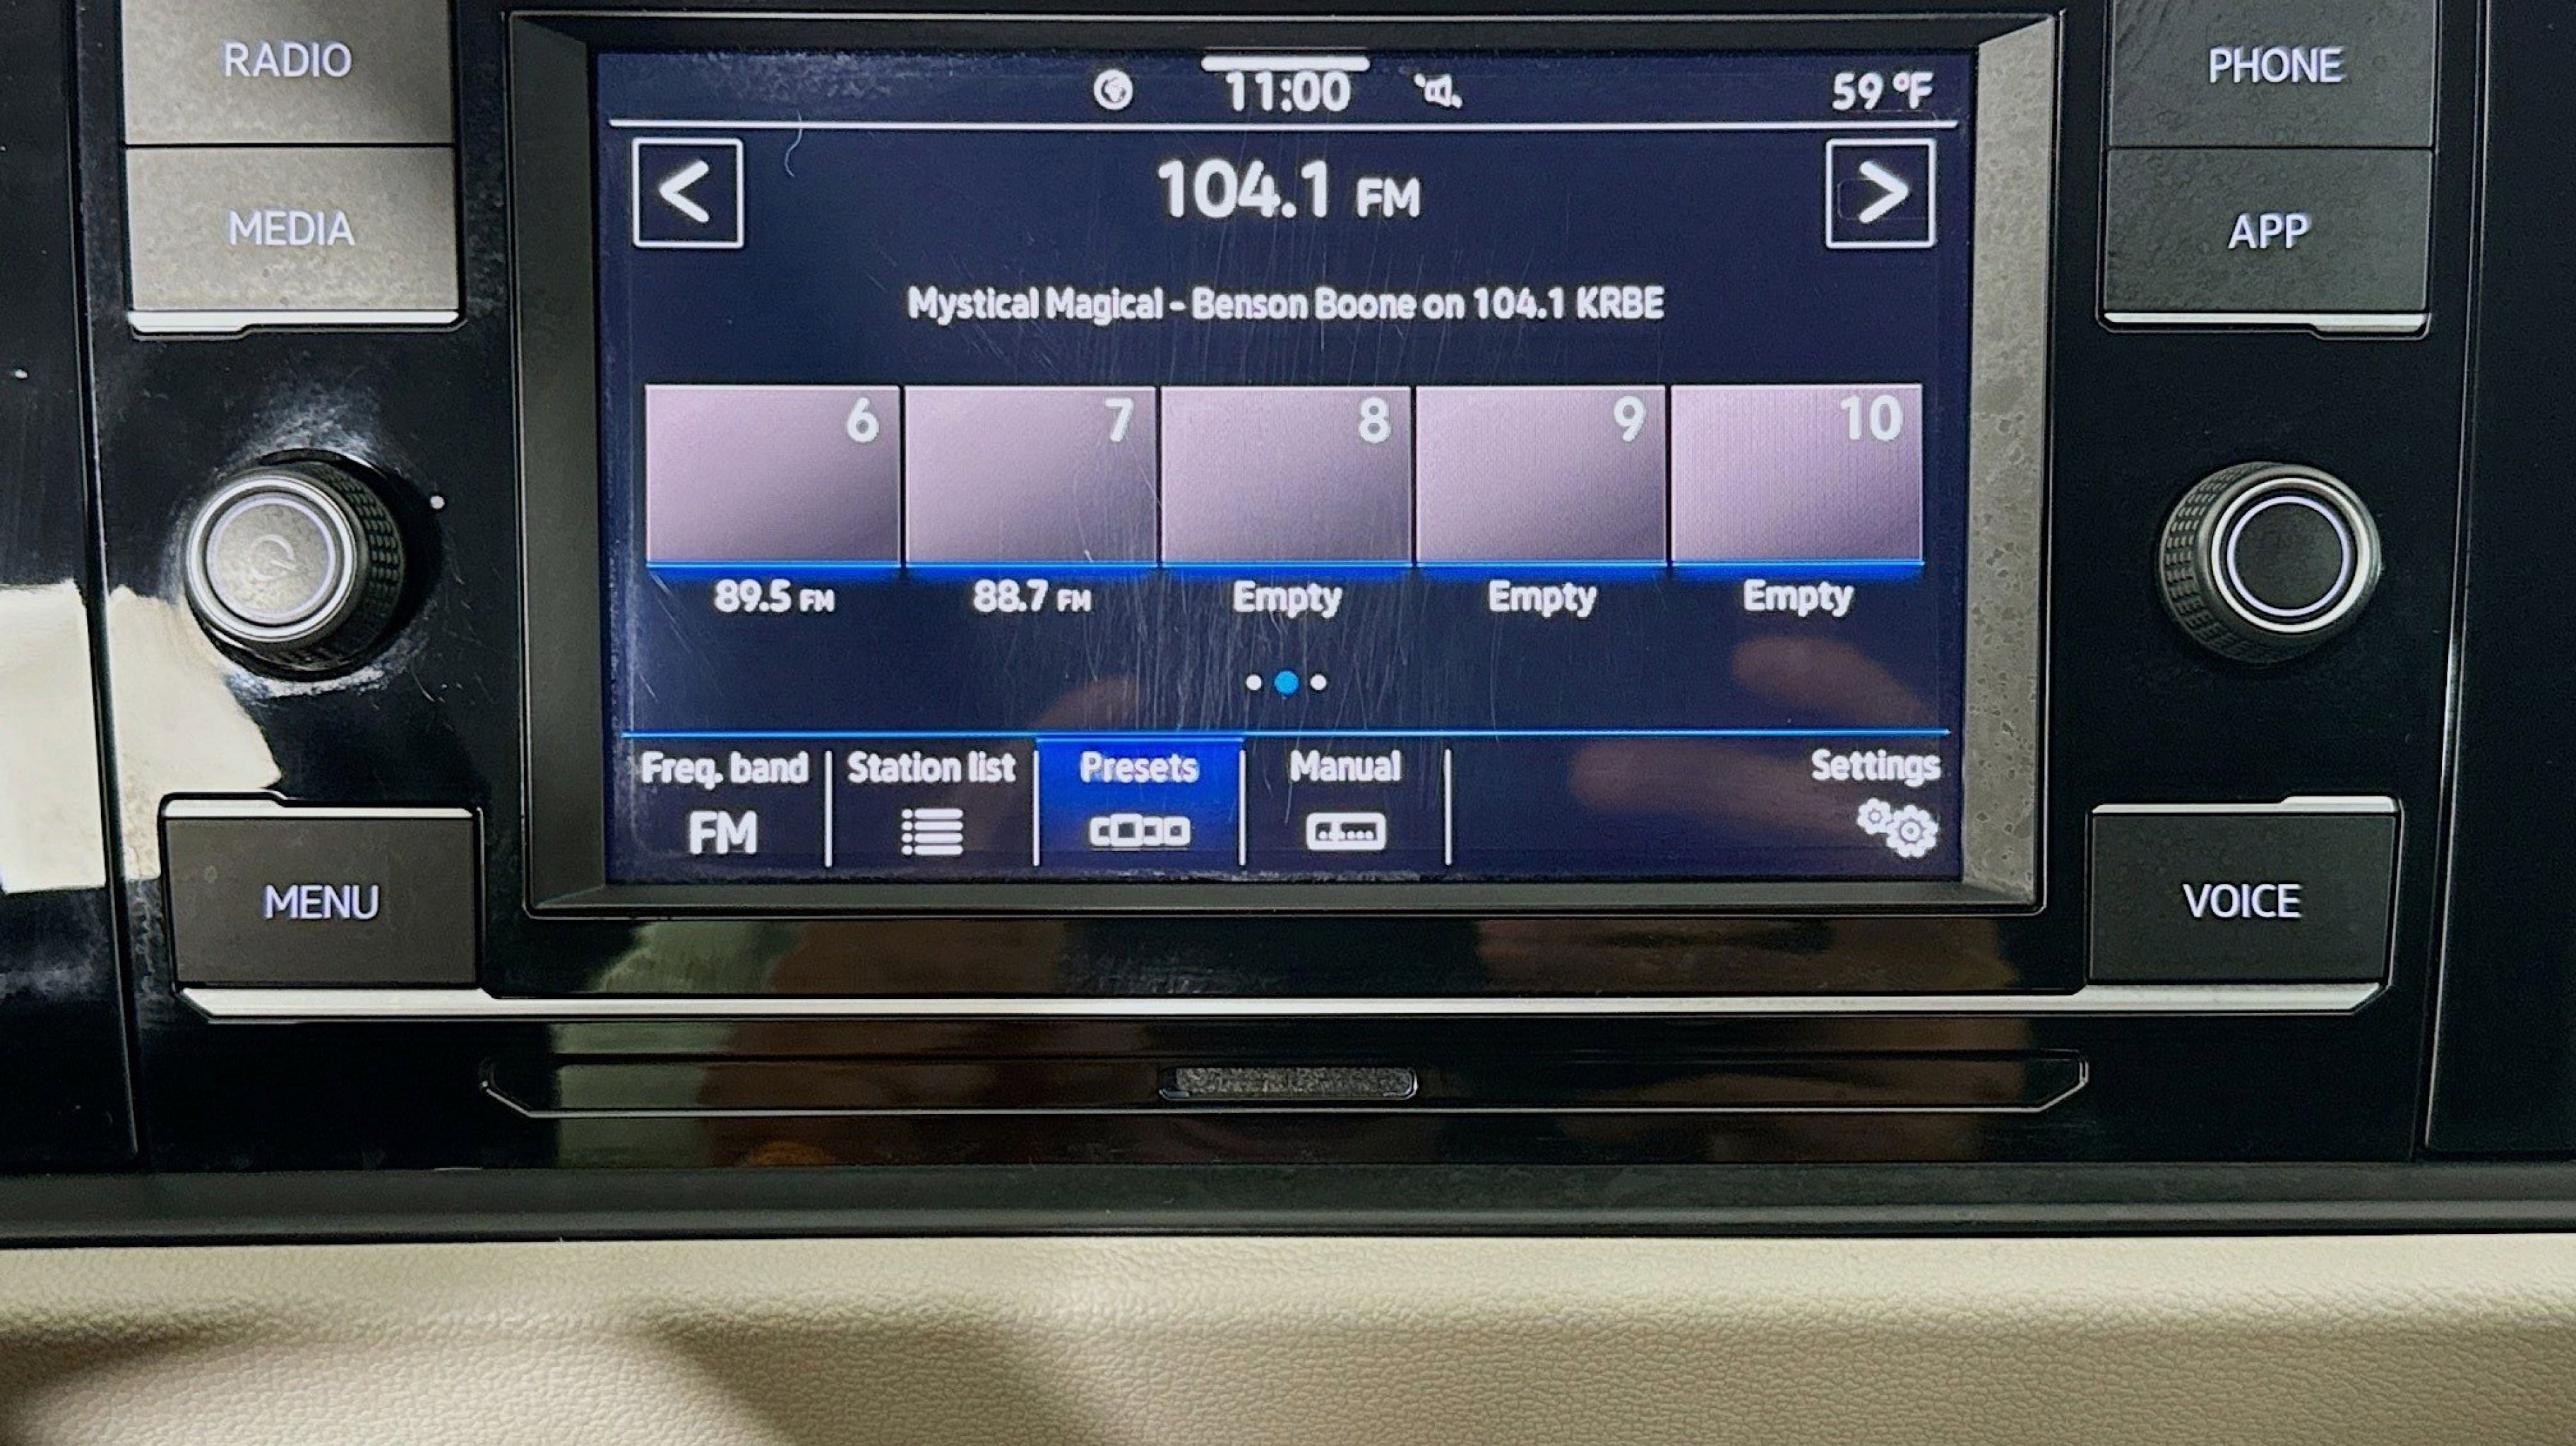 RADIO
MEDIA
MENU
11:00
59 °F
<
104.1 FM
>
Mystical Magical - Benson Boone on 104.1 KRBE
6 7 8 9 10
89.5 FM 88.7 FM Empty Empty Empty
Freq. band Station list Presets Manual Settings
FM
PHONE
APP
VOICE